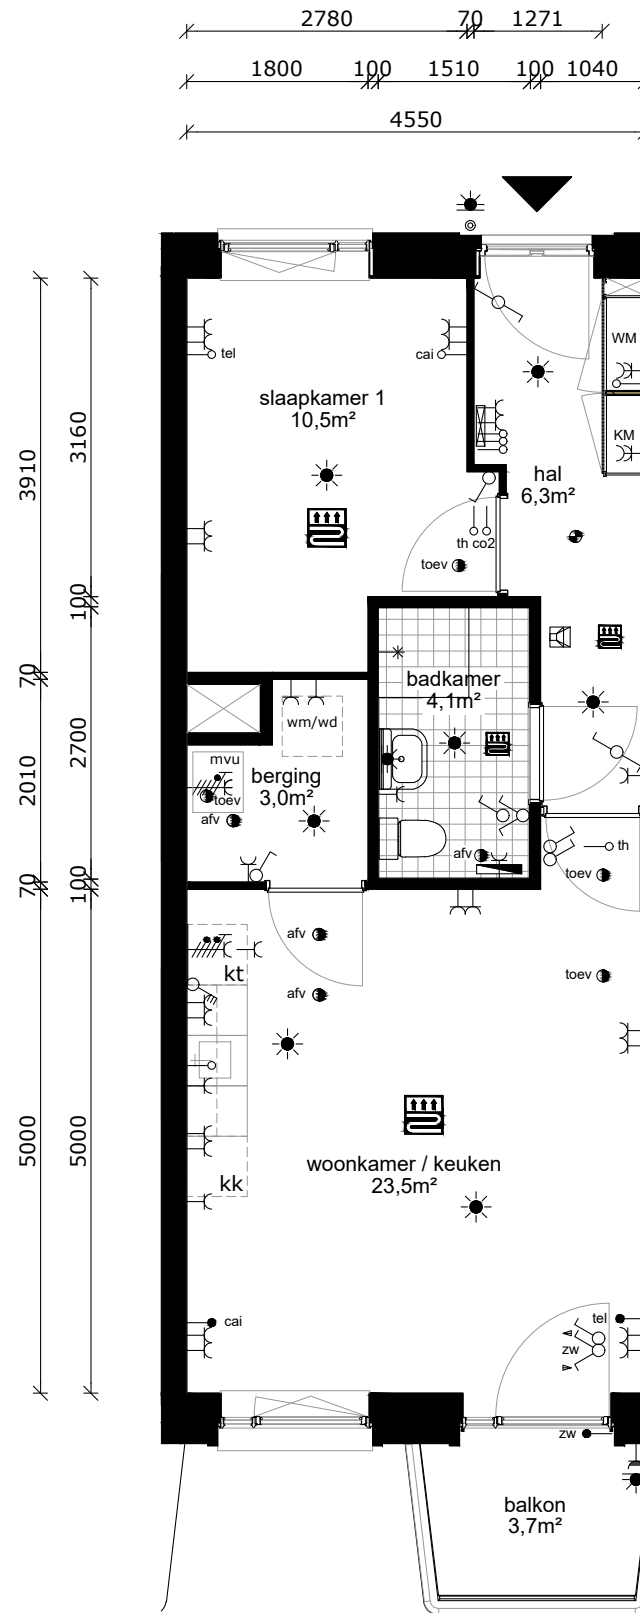 2780 70 1271
1800 100 1510 100 1040
4550
tel
cai
WM
slaapkamer 1
10,5m²
KM
hal
6,3m²
th co2
toev
3910
3160
100
70
2700
2010
70
100
5000
5000
badkamer
4,1m²
wm/wd
mvu
berging
3,0m²
toev
afv
afv
th
toev
afv
kt
toev
afv
woonkamer / keuken
23,5m²
kk
cai
tel
zw
zw
balkon
3,7m²